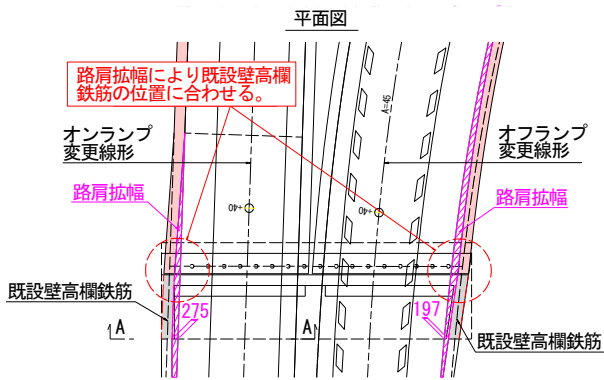 平面図
路肩拡幅により既設壁高欄
鉄筋の位置に合わせる。
オンランプ
変更線形
オフランプ
変更線形
A=45
路肩拡幅
路肩拡幅
+40
+40
既設壁高欄鉄筋
既設壁高欄鉄筋
275
197
A
A